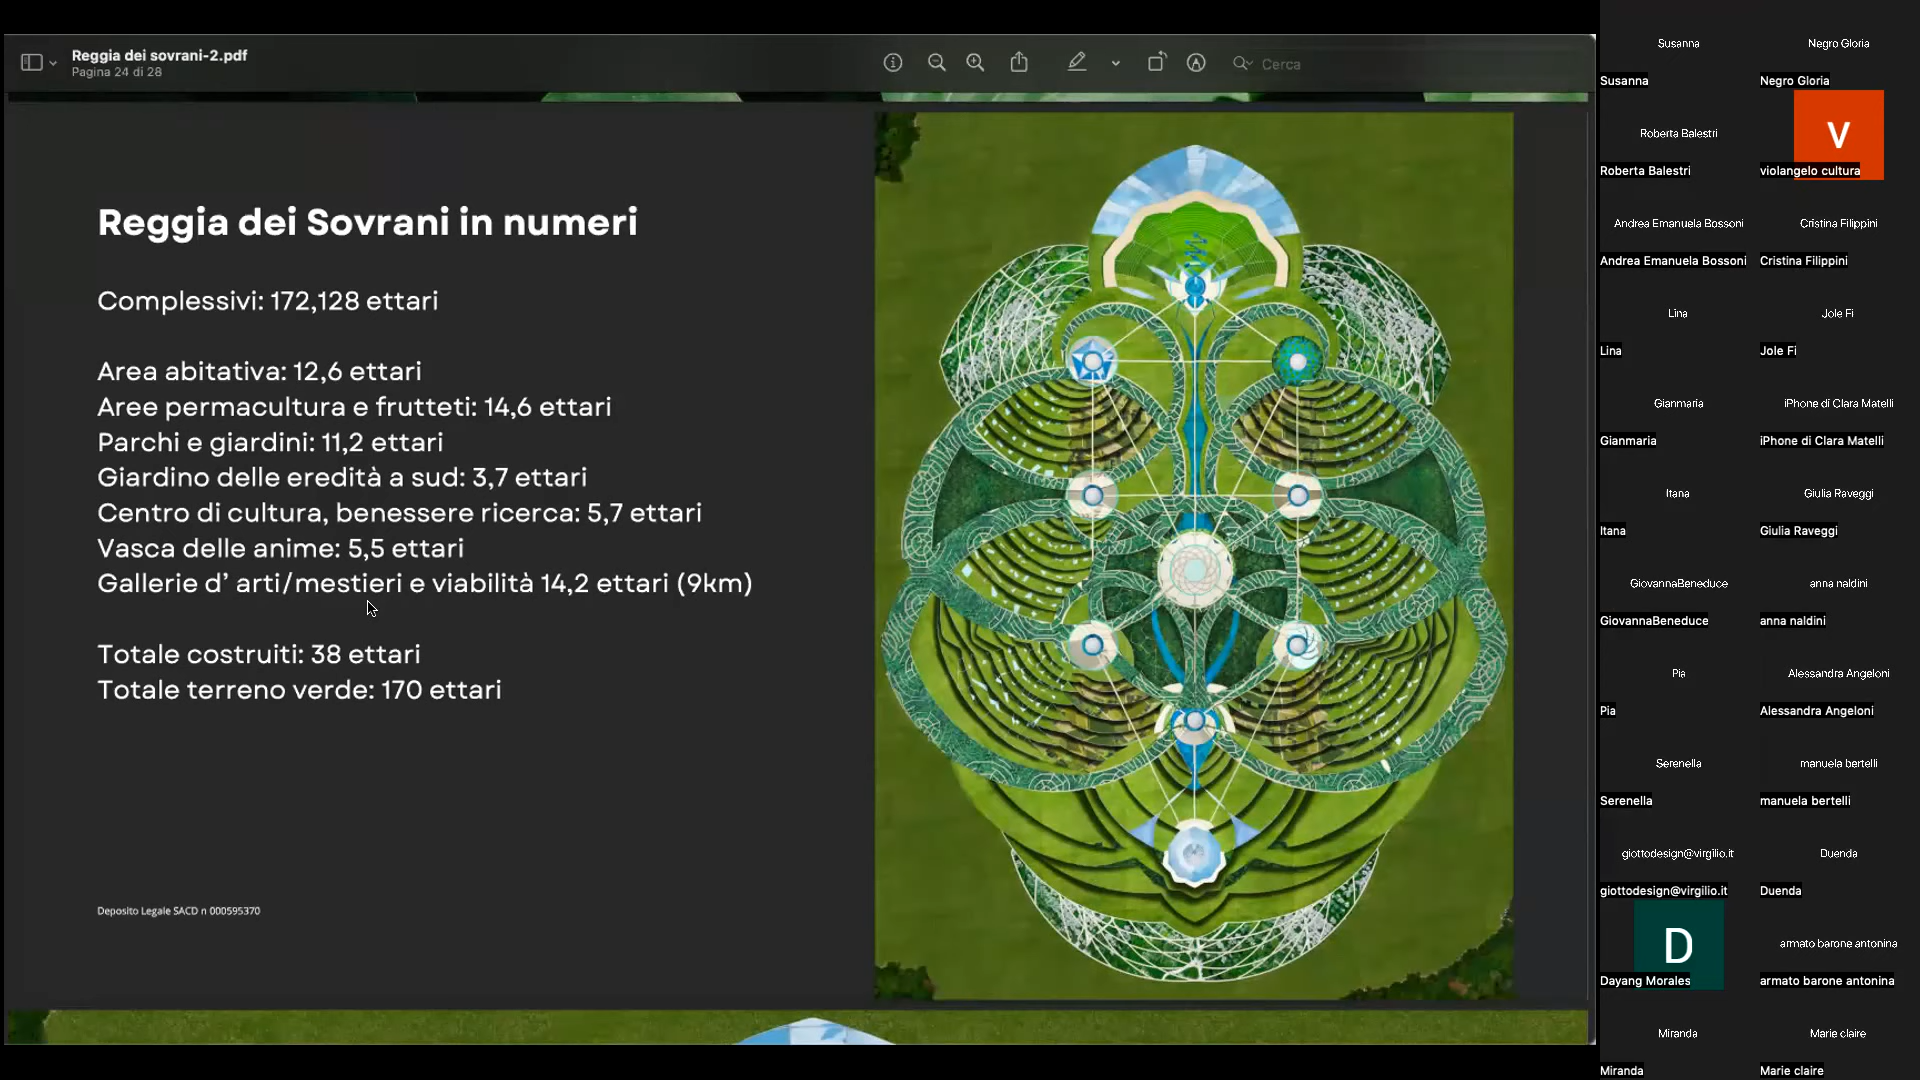 Reggia dei sovrani-2.pdf
Pagina 24 di 28
Cerca
Reggia dei Sovrani in numeri
Complessivi: 172,128 ettari
Area abitativa: 12,6 ettari
Aree permacultura e frutteti: 14,6 ettari
Parchi e giardini: 11,2 ettari
Giardino delle eredità a sud: 3,7 ettari
Centro di cultura, benessere ricerca: 5,7 ettari
Vasca delle anime: 5,5 ettari
Gallerie d' arti/mestieri e viabilità 14,2 ettari (9km)
Totale costruiti: 38 ettari
Totale terreno verde: 170 ettari
Deposito Legale SACD n 000595370
Susanna
Negro Gloria
Susanna
Negro Gloria
Roberta Balestri
V
Roberta Balestri
violangelo cultura
Andrea Emanuela Bossoni
Cristina Filippini
Andrea Emanuela Bossoni
Cristina Filippini
Lina
Jole Fi
Lina
Jole Fi
Gianmaria
iPhone di Clara Matelli
Gianmaria
iPhone di Clara Matelli
Itana
Giulia Raveggi
Itana
Giulia Raveggi
GiovannaBeneduce
anna naldini
GiovannaBeneduce
anna naldini
Pia
Alessandra Angeloni
Pia
Alessandra Angeloni
Serenella
manuela bertelli
Serenella
manuela bertelli
giottodesign@virgilio.it
Duenda
giottodesign@virgilio.it
Duenda
D
armato barone antonina
Dayang Morales
armato barone antonina
Miranda
Marie claire
Miranda
Marie claire